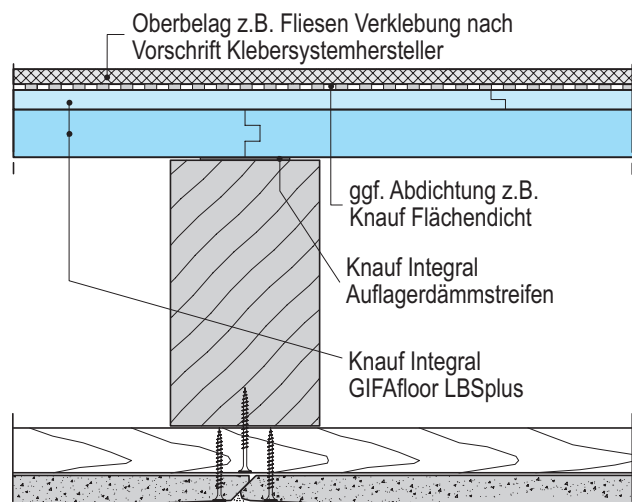 Oberbelag z.B. Fliesen Verklebung nach
Vorschrift Klebersystemhersteller
ggf. Abdichtung z.B.
Knauf Flächendicht
Knauf Integral
Auflagerdämmstreifen
Knauf Integral
GIFAfloor LBSplus